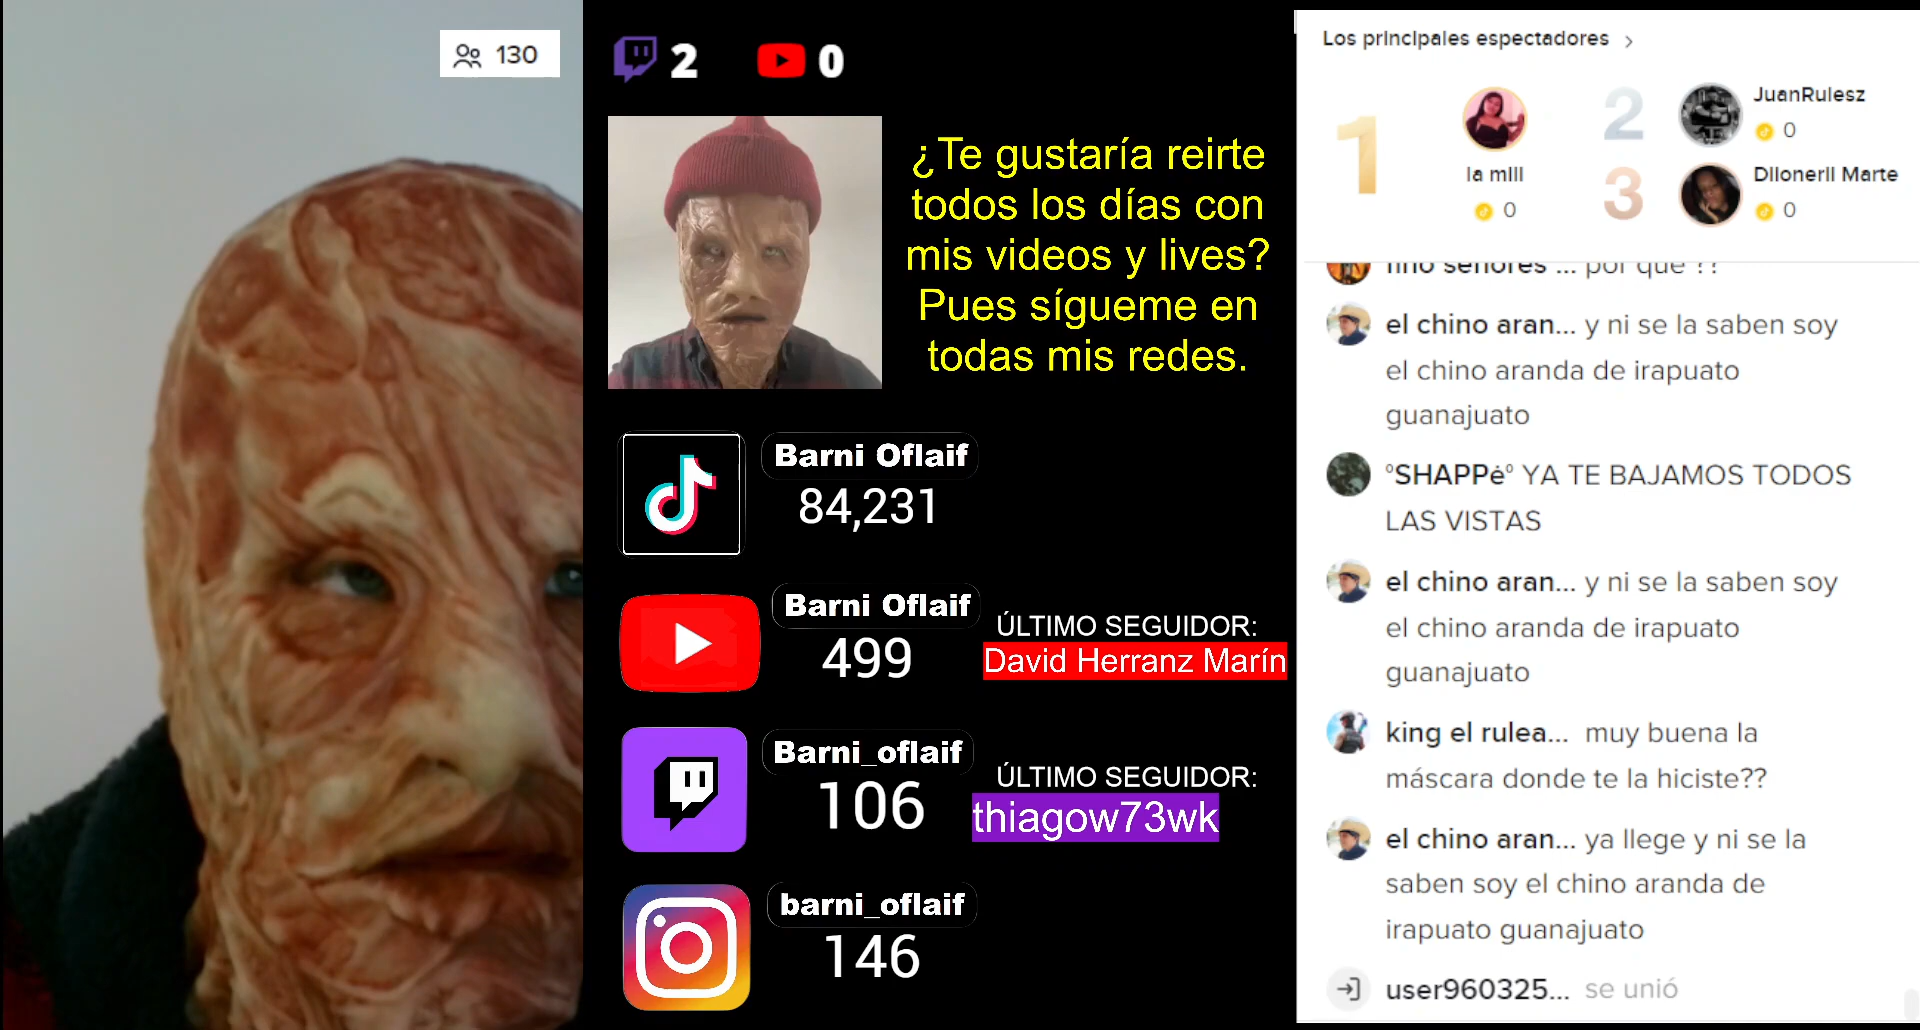 130
2
0
¿Te gustaría reirte
todos los días con
mis videos y lives?
Pues sígueme en
todas mis redes.
Barni Oflaif
84,231
Barni Oflaif
499
ÚLTIMO SEGUIDOR:
David Herranz Marín
Barni_oflaif
106
ÚLTIMO SEGUIDOR:
thiagow73wk
barni_oflaif
146
Los principales espectadores >
1
la mill
0
2
JuanRulesz
0
3
Dilonerll Marte
0
señores ... por que ??
el chino aran... y ni se la saben soy
el chino aranda de irapuato
guanajuato
°SHAPPé° YA TE BAJAMOS TODOS
LAS VISTAS
el chino aran... y ni se la saben soy
el chino aranda de irapuato
guanajuato
king el rulea... muy buena la
máscara donde te la hiciste??
el chino aran... ya llege y ni se la
saben soy el chino aranda de
irapuato guanajuato
user960325... se unió